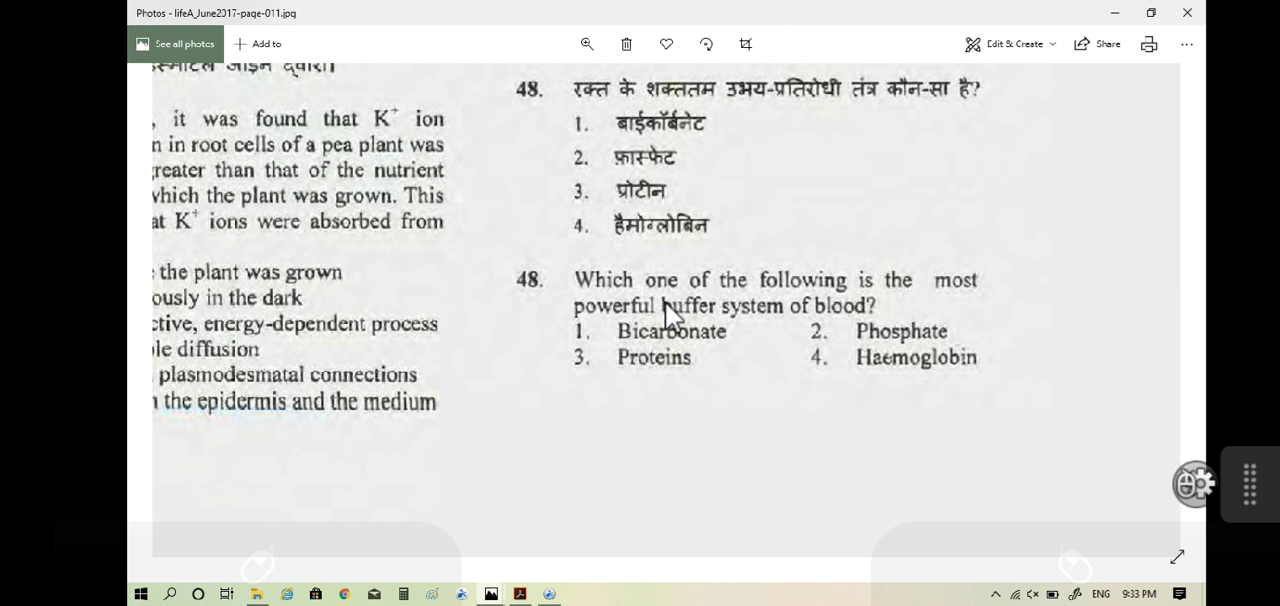 Photos - lifeA_June2017-page-011.jpg
See all photos
Add to
Edit & Create
Share
जाइन द्वारा।
, it was found that K⁺ ion
n in root cells of a pea plant was
greater than that of the nutrient
which the plant was grown. This
at K⁺ ions were absorbed from
the plant was grown
ously in the dark
ctive, energy-dependent process
le diffusion
plasmodesmatal connections
the epidermis and the medium
48. रक्त के शक्ततम उभय-प्रतिरोधी तंत्र कौन-सा है?
1. बाईकॉर्बनेट
2. फ़ास्फेट
3. प्रोटीन
4. हैमोग्लोबिन
48. Which one of the following is the most
powerful buffer system of blood?
1. Bicarbonate 2. Phosphate
3. Proteins 4. Haemoglobin
ENG 9:33 PM